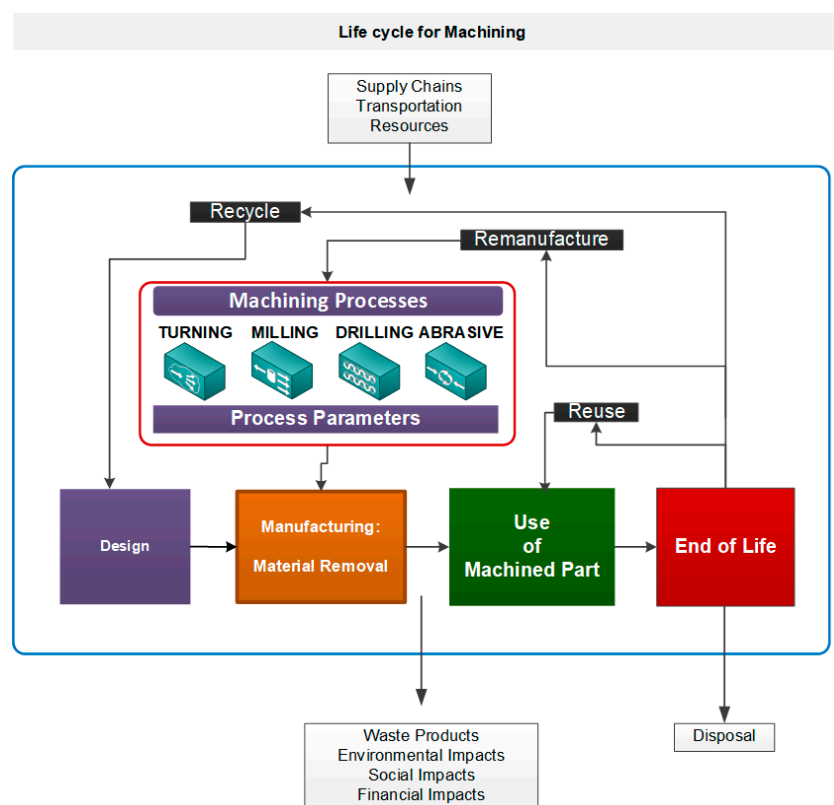 Life cycle for Machining
Supply Chains
Transportation
Resources
Recycle
Remanufacture
Machining Processes
TURNING MILLING DRILLING ABRASIVE
Process Parameters
Reuse
Design
Manufacturing:
Material Removal
Use
of
Machined Part
End of Life
Waste Products
Environmental Impacts
Social Impacts
Financial Impacts
Disposal